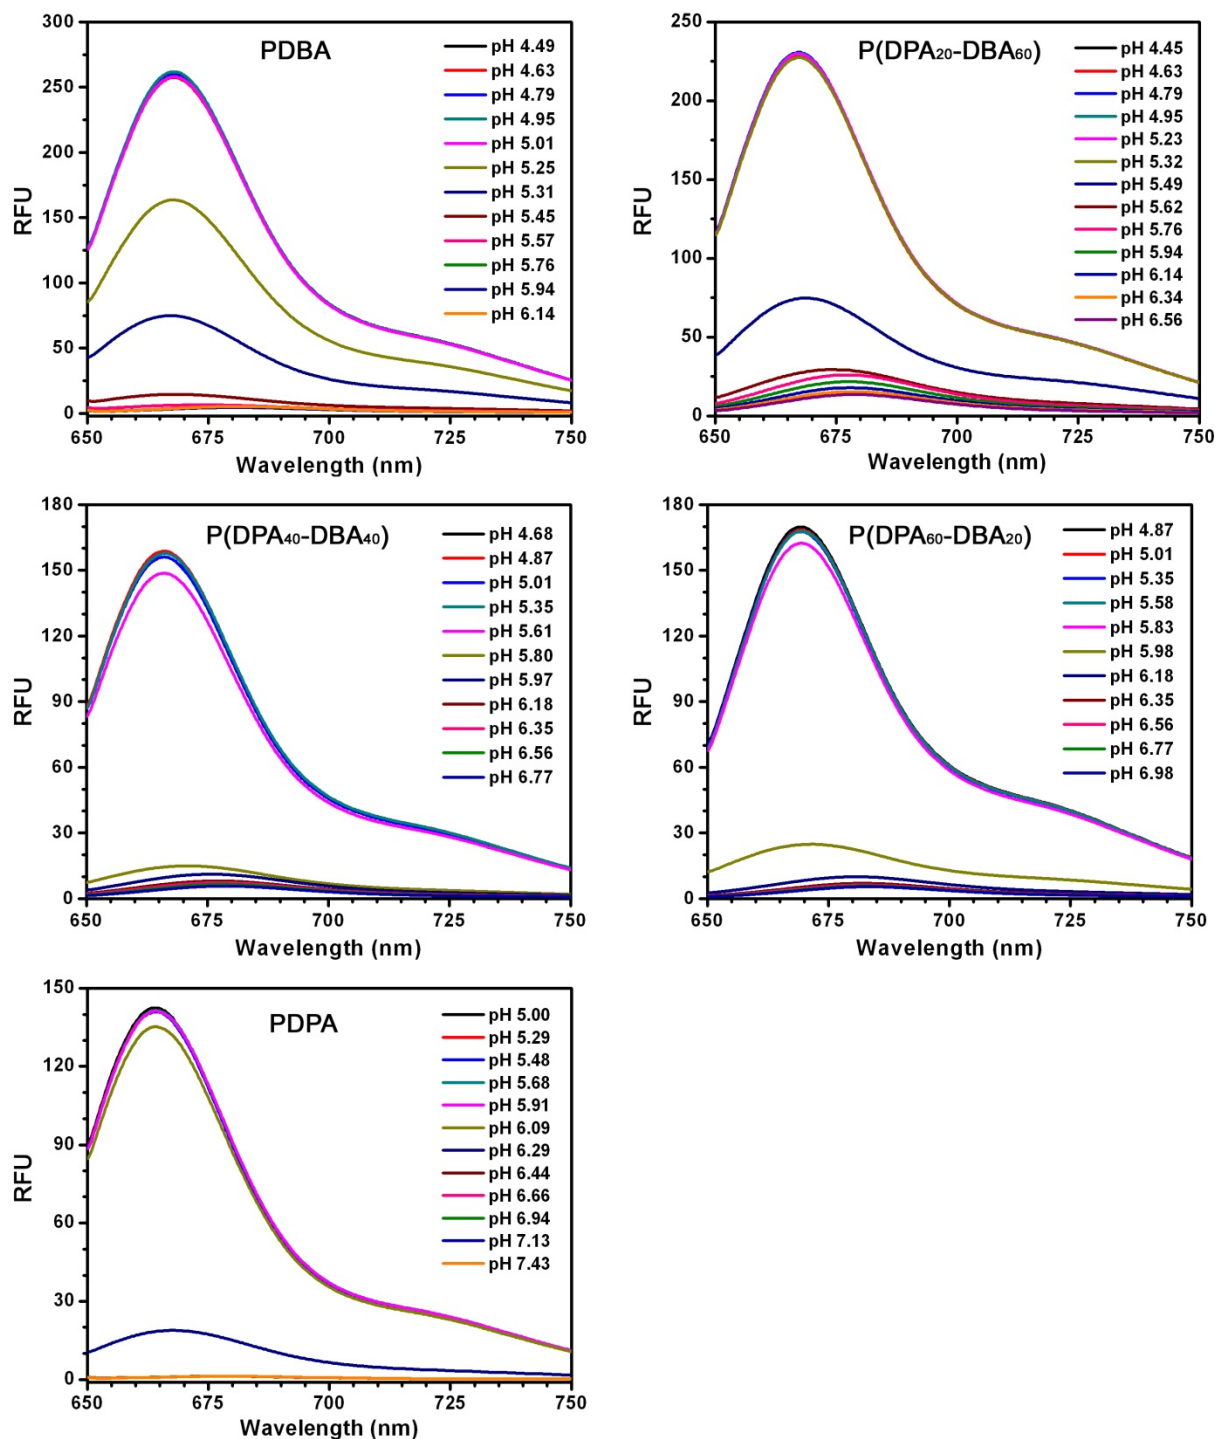 PDBA
300
250
200
150
100
50
0
RFU
650
675
700
725
750
Wavelength (nm)
pH 4.49
pH 4.63
pH 4.79
pH 4.95
pH 5.01
pH 5.25
pH 5.31
pH 5.45
pH 5.57
pH 5.76
pH 5.94
pH 6.14
P(DPA₂₀-DBA₆₀)
250
200
150
100
50
0
RFU
650
675
700
725
750
Wavelength (nm)
pH 4.45
pH 4.63
pH 4.79
pH 4.95
pH 5.23
pH 5.32
pH 5.49
pH 5.62
pH 5.76
pH 5.94
pH 6.14
pH 6.34
pH 6.56
P(DPA₄₀-DBA₄₀)
180
150
120
90
60
30
0
RFU
650
675
700
725
750
Wavelength (nm)
pH 4.68
pH 4.87
pH 5.01
pH 5.35
pH 5.61
pH 5.80
pH 5.97
pH 6.18
pH 6.35
pH 6.56
pH 6.77
P(DPA₆₀-DBA₂₀)
180
150
120
90
60
30
0
RFU
650
675
700
725
750
Wavelength (nm)
pH 4.87
pH 5.01
pH 5.35
pH 5.58
pH 5.83
pH 5.98
pH 6.18
pH 6.35
pH 6.56
pH 6.77
pH 6.98
PDPA
150
120
90
60
30
0
RFU
650
675
700
725
750
Wavelength (nm)
pH 5.00
pH 5.29
pH 5.48
pH 5.68
pH 5.91
pH 6.09
pH 6.29
pH 6.44
pH 6.66
pH 6.94
pH 7.13
pH 7.43